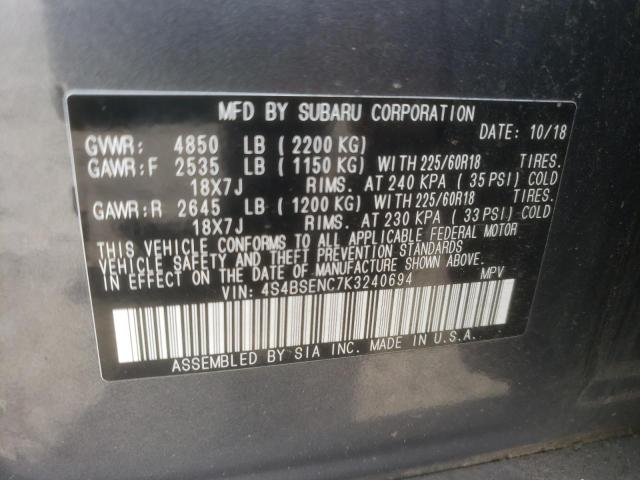 MFD BY SUBARU CORPORATION
DATE: 10/18
GVWR: 4850 LB ( 2200 KG)
GAWR:F 2535 LB ( 1150 KG) WITH 225/60R18 TIRES.
18X7J RIMS. AT 240 KPA ( 35 PSI) COLD
GAWR:R 2645 LB ( 1200 KG) WITH 225/60R18 TIRES.
18X7J RIMS. AT 230 KPA ( 33 PSI) COLD
THIS VEHICLE CONFORMS TO ALL APPLICABLE FEDERAL MOTOR
VEHICLE SAFETY AND THEFT PREVENTION STANDARDS
IN EFFECT ON THE DATE OF MANUFACTURE SHOWN ABOVE.
VIN: 4S4BSENC7K3240694 MPV
ASSEMBLED BY SIA INC. MADE IN U.S.A.